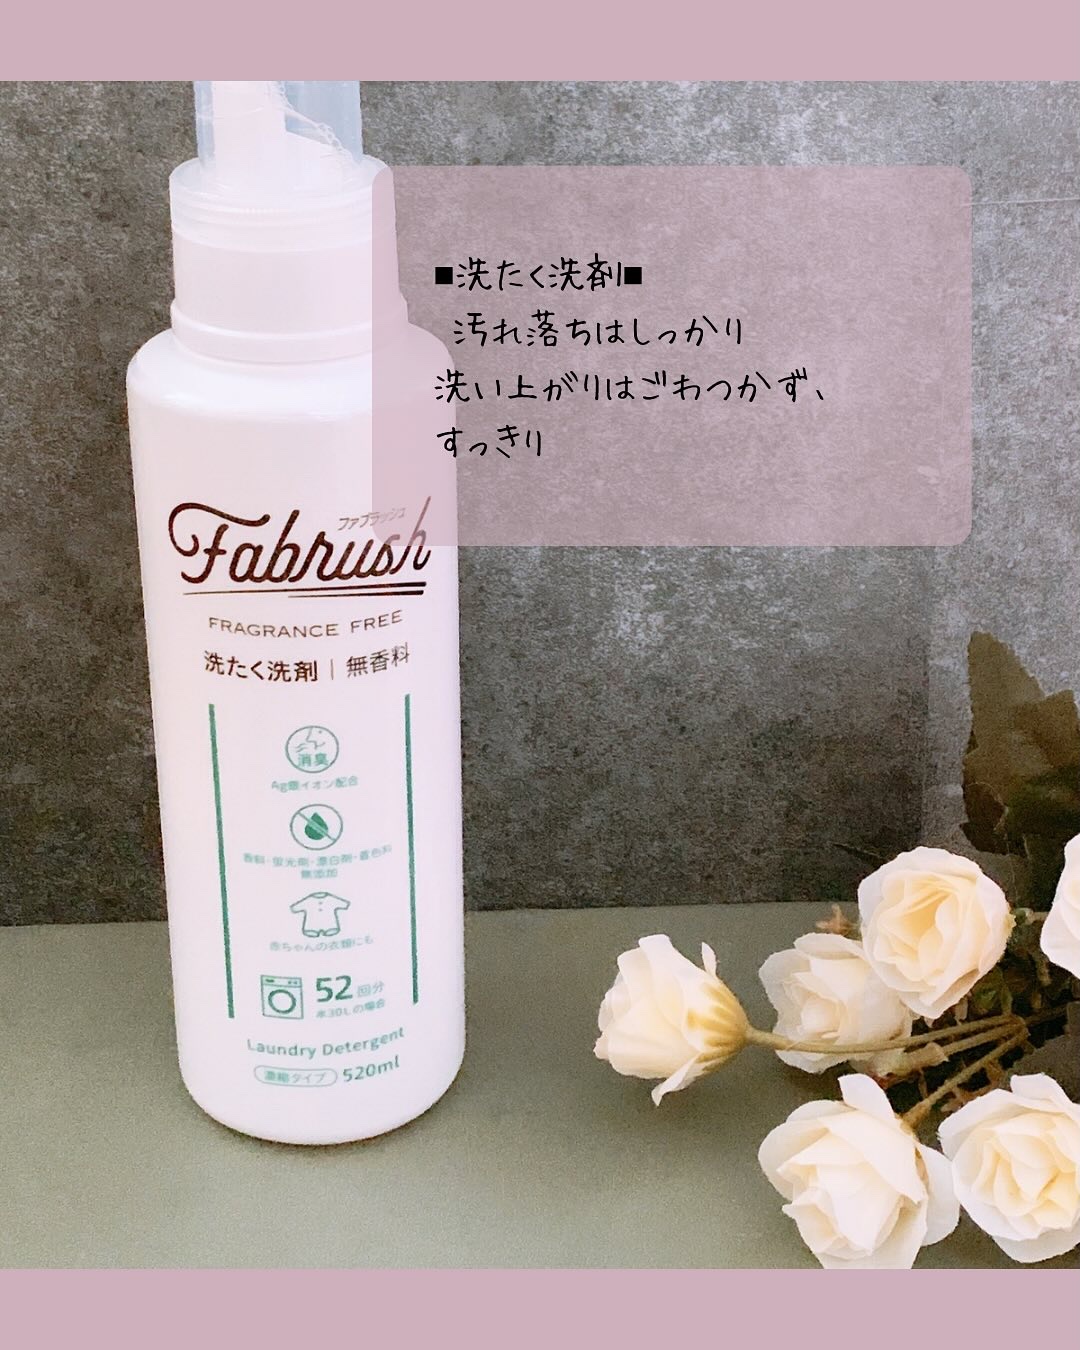 ■洗たく洗剤■
汚れ落ちはしっかり
洗い上がりはごわつかず、
すっきり
ファブラッシュ
Fabrush
FRAGRANCE FREE
洗たく洗剤｜無香料
消臭
Ag銀イオン配合
香料・蛍光剤・漂白剤・着色料
無添加
赤ちゃんの衣類にも
52回分
水30Lの場合
Laundry Detergent
濃縮タイプ 520ml